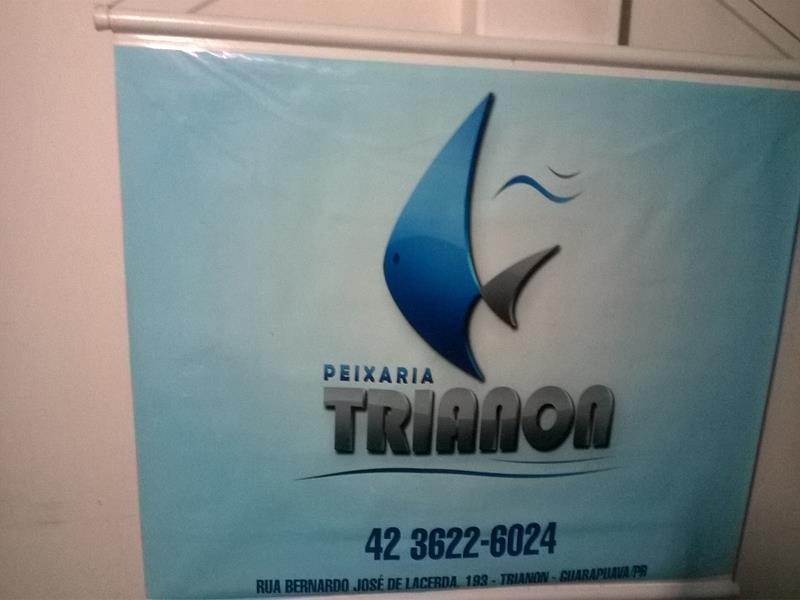 PEIXARIA
TRIANON
42 3622-6024
RUA BERNARDO JOSÉ DE LACERDA, 193 - TRIANON - GUARAPUAVA/PR